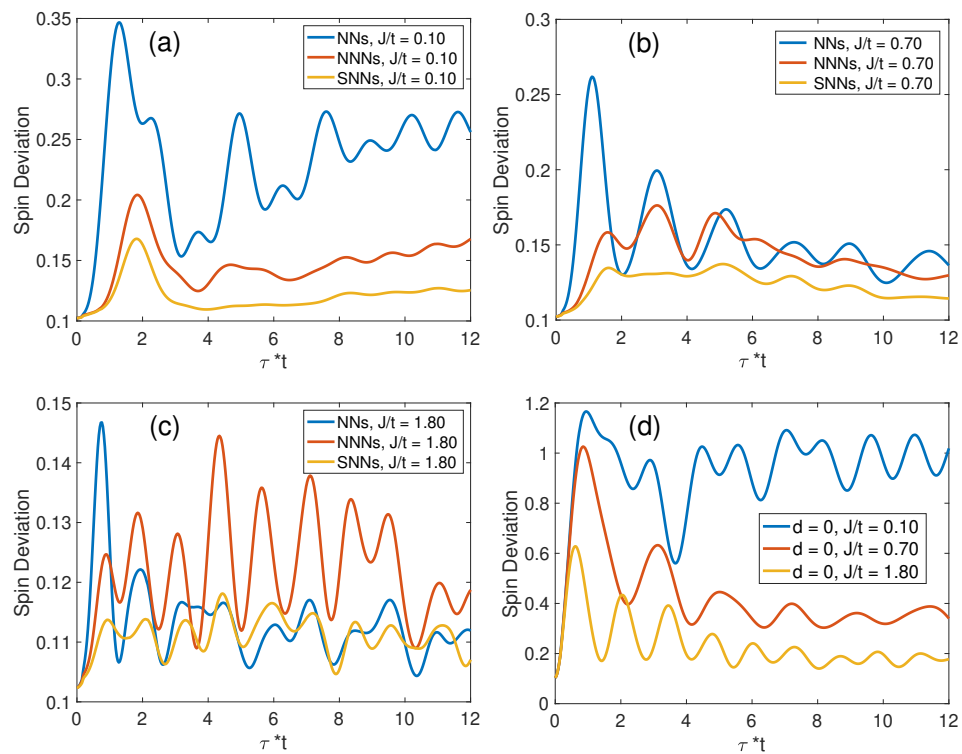 (a)
NNs, J/t = 0.10
NNNs, J/t = 0.10
SNNs, J/t = 0.10
Spin Deviation
0.35
0.3
0.25
0.2
0.15
0.1
0 2 4 6 8 10 12
τ *t
(b)
NNs, J/t = 0.70
NNNs, J/t = 0.70
SNNs, J/t = 0.70
Spin Deviation
0.3
0.25
0.2
0.15
0.1
0 2 4 6 8 10 12
τ *t
(c)
NNs, J/t = 1.80
NNNs, J/t = 1.80
SNNs, J/t = 1.80
Spin Deviation
0.15
0.14
0.13
0.12
0.11
0.1
0 2 4 6 8 10 12
τ *t
(d)
d = 0, J/t = 0.10
d = 0, J/t = 0.70
d = 0, J/t = 1.80
Spin Deviation
1.2
1
0.8
0.6
0.4
0.2
0
0 2 4 6 8 10 12
τ *t